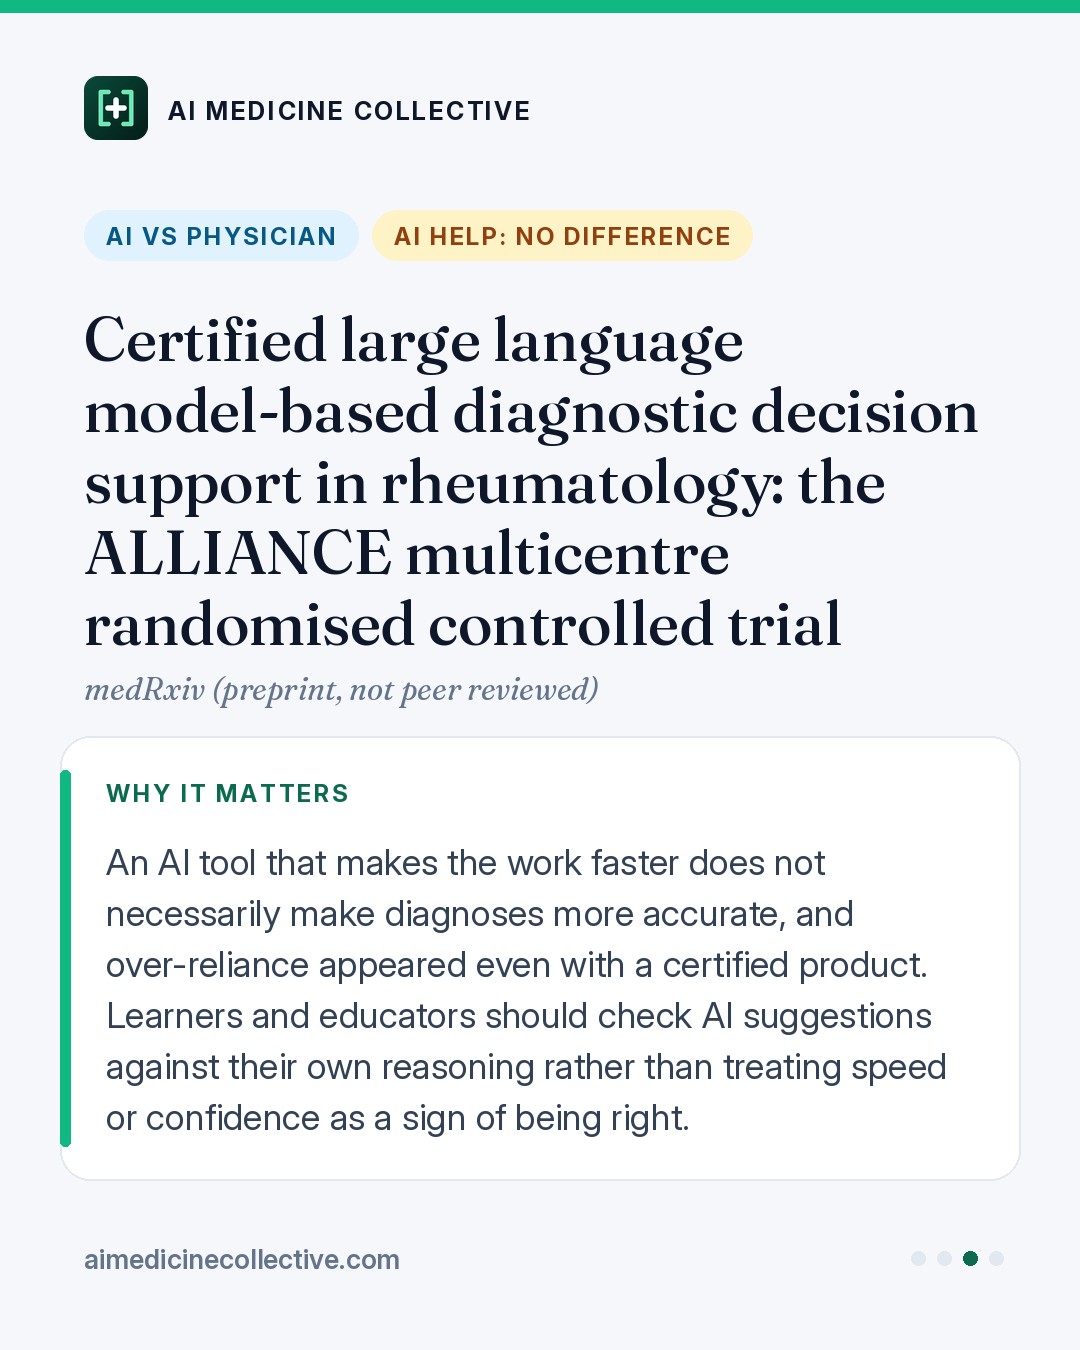 AI MEDICINE COLLECTIVE
AI VS PHYSICIAN AI HELP: NO DIFFERENCE
Certified large language
model-based diagnostic decision
support in rheumatology: the
ALLIANCE multicentre
randomised controlled trial
medRxiv (preprint, not peer reviewed)
WHY IT MATTERS
An AI tool that makes the work faster does not
necessarily make diagnoses more accurate, and
over-reliance appeared even with a certified product.
Learners and educators should check AI suggestions
against their own reasoning rather than treating speed
or confidence as a sign of being right.
aimedicinecollective.com